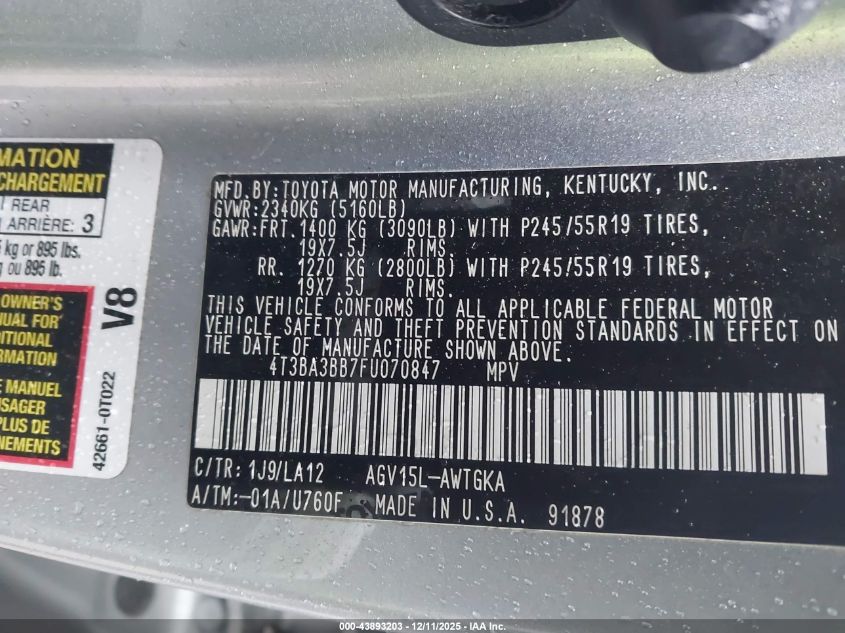 MATION
CHARGEMENT
REAR
ARRIÈRE: 3
kg or 895 lbs.
ou 895 lb.
OWNER'S
UAL FOR
DITIONAL
ORMATION
E MANUEL
USAGER
PLUS DE
NEMENTS
V8
42661-0T022
MFD.BY:TOYOTA MOTOR MANUFACTURING, KENTUCKY, INC.
GVWR:2340KG (5160LB)
GAWR:FRT.1400 KG (3090LB) WITH P245/55R19 TIRES,
19X7.5J RIMS.
RR. 1270 KG (2800LB) WITH P245/55R19 TIRES,
19X7.5J RIMS.
THIS VEHICLE CONFORMS TO ALL APPLICABLE FEDERAL MOTOR
VEHICLE SAFETY AND THEFT PREVENTION STANDARDS IN EFFECT ON
THE DATE OF MANUFACTURE SHOWN ABOVE.
4T3BA3BB7FU070847 MPV
C/TR: 1J9/LA12 AGV15L-AWTGKA
A/TM:-01A/U760F MADE IN U.S.A. 91878
000-43893203 - 12/11/2025 - IAA Inc.